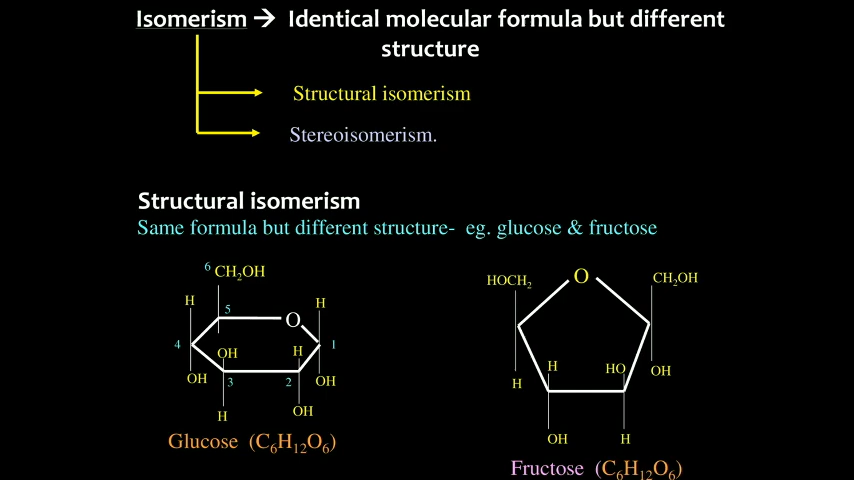 Isomerism → Identical molecular formula but different
structure
Structural isomerism
Stereoisomerism.
Structural isomerism
Same formula but different structure- eg. glucose & fructose
6 CH2OH
H
5
O
H
4
OH
H
1
OH
3
2
OH
H
OH
Glucose (C6H12O6)
HOCH2
O
CH2OH
H
HO
OH
H
OH
H
Fructose (C6H12O6)